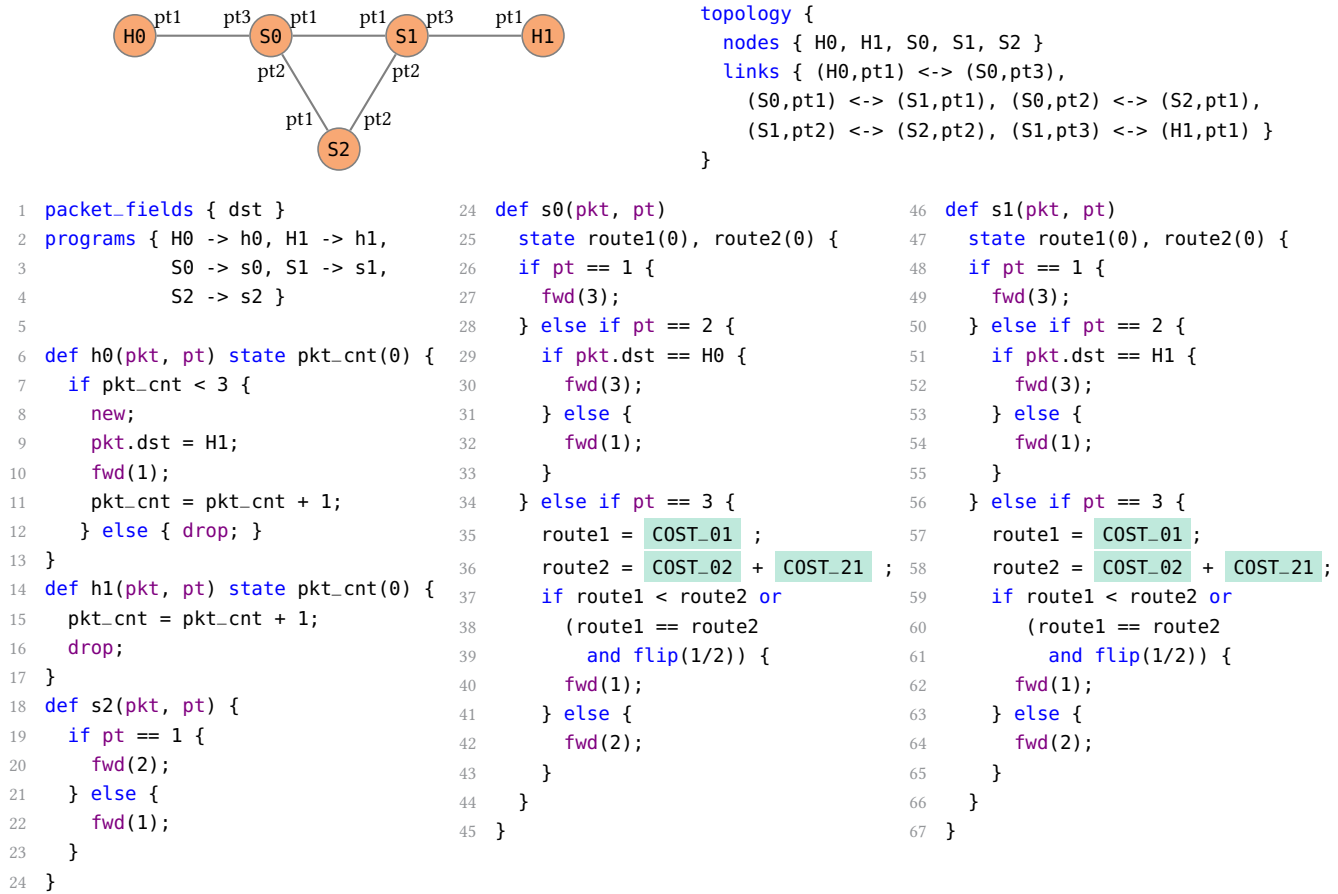 pt1 pt3 pt1 pt1 pt3 pt1
H0 S0 S1 H1
pt2 pt2
pt1 pt2
S2
topology {
nodes { H0, H1, S0, S1, S2 }
links { (H0,pt1) <-> (S0,pt3),
(S0,pt1) <-> (S1,pt1), (S0,pt2) <-> (S2,pt1),
(S1,pt2) <-> (S2,pt2), (S1,pt3) <-> (H1,pt1) }
}
1 packet_fields { dst }
2 programs { H0 -> h0, H1 -> h1,
3 S0 -> s0, S1 -> s1,
4 S2 -> s2 }
5
6 def h0(pkt, pt) state pkt_cnt(0) {
7 if pkt_cnt < 3 {
8 new;
9 pkt.dst = H1;
10 fwd(1);
11 pkt_cnt = pkt_cnt + 1;
12 } else { drop; }
13 }
14 def h1(pkt, pt) state pkt_cnt(0) {
15 pkt_cnt = pkt_cnt + 1;
16 drop;
17 }
18 def s2(pkt, pt) {
19 if pt == 1 {
20 fwd(2);
21 } else {
22 fwd(1);
23 }
24 }
24 def s0(pkt, pt)
25 state route1(0), route2(0) {
26 if pt == 1 {
27 fwd(3);
28 } else if pt == 2 {
29 if pkt.dst == H0 {
30 fwd(3);
31 } else {
32 fwd(1);
33 }
34 } else if pt == 3 {
35 route1 = COST_01 ;
36 route2 = COST_02 + COST_21 ;
37 if route1 < route2 or
38 (route1 == route2
39 and flip(1/2)) {
40 fwd(1);
41 } else {
42 fwd(2);
43 }
44 }
45 }
46 def s1(pkt, pt)
47 state route1(0), route2(0) {
48 if pt == 1 {
49 fwd(3);
50 } else if pt == 2 {
51 if pkt.dst == H1 {
52 fwd(3);
53 } else {
54 fwd(1);
55 }
56 } else if pt == 3 {
57 route1 = COST_01 ;
58 route2 = COST_02 + COST_21 ;
59 if route1 < route2 or
60 (route1 == route2
61 and flip(1/2)) {
62 fwd(1);
63 } else {
64 fwd(2);
65 }
66 }
67 }